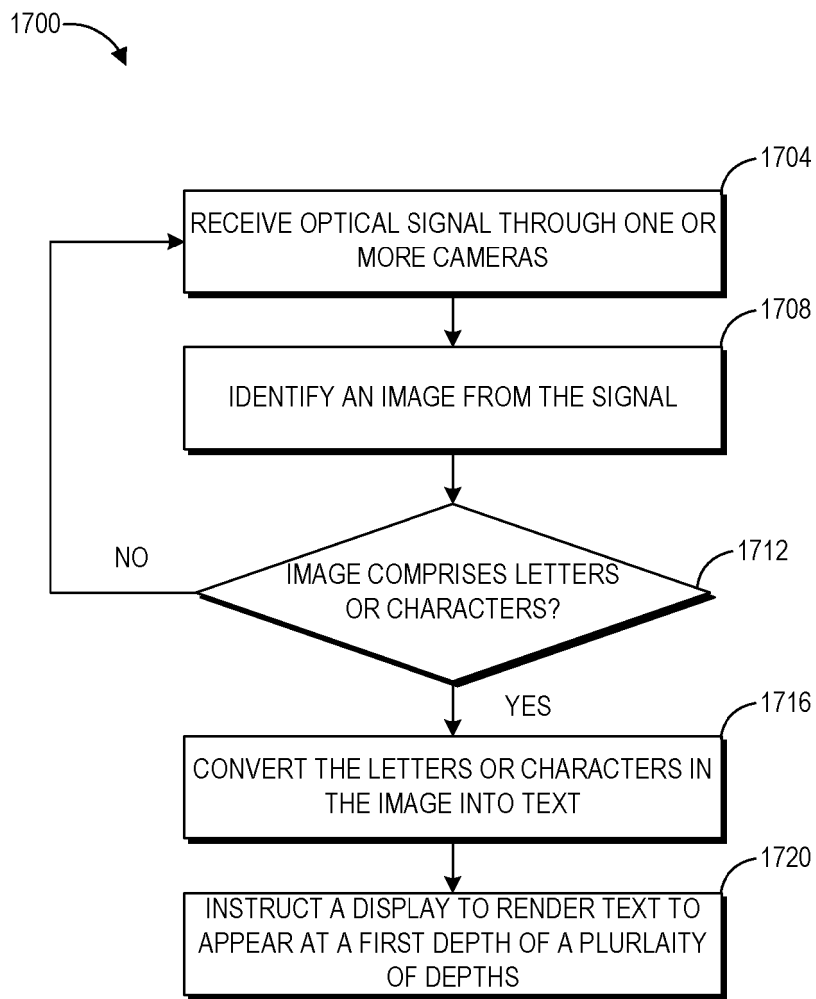 1700
1704
RECEIVE OPTICAL SIGNAL THROUGH ONE OR
MORE CAMERAS
1708
IDENTIFY AN IMAGE FROM THE SIGNAL
1712
IMAGE COMPRISES LETTERS
OR CHARACTERS?
NO
YES
1716
CONVERT THE LETTERS OR CHARACTERS IN
THE IMAGE INTO TEXT
1720
INSTRUCT A DISPLAY TO RENDER TEXT TO
APPEAR AT A FIRST DEPTH OF A PLURLAITY
OF DEPTHS